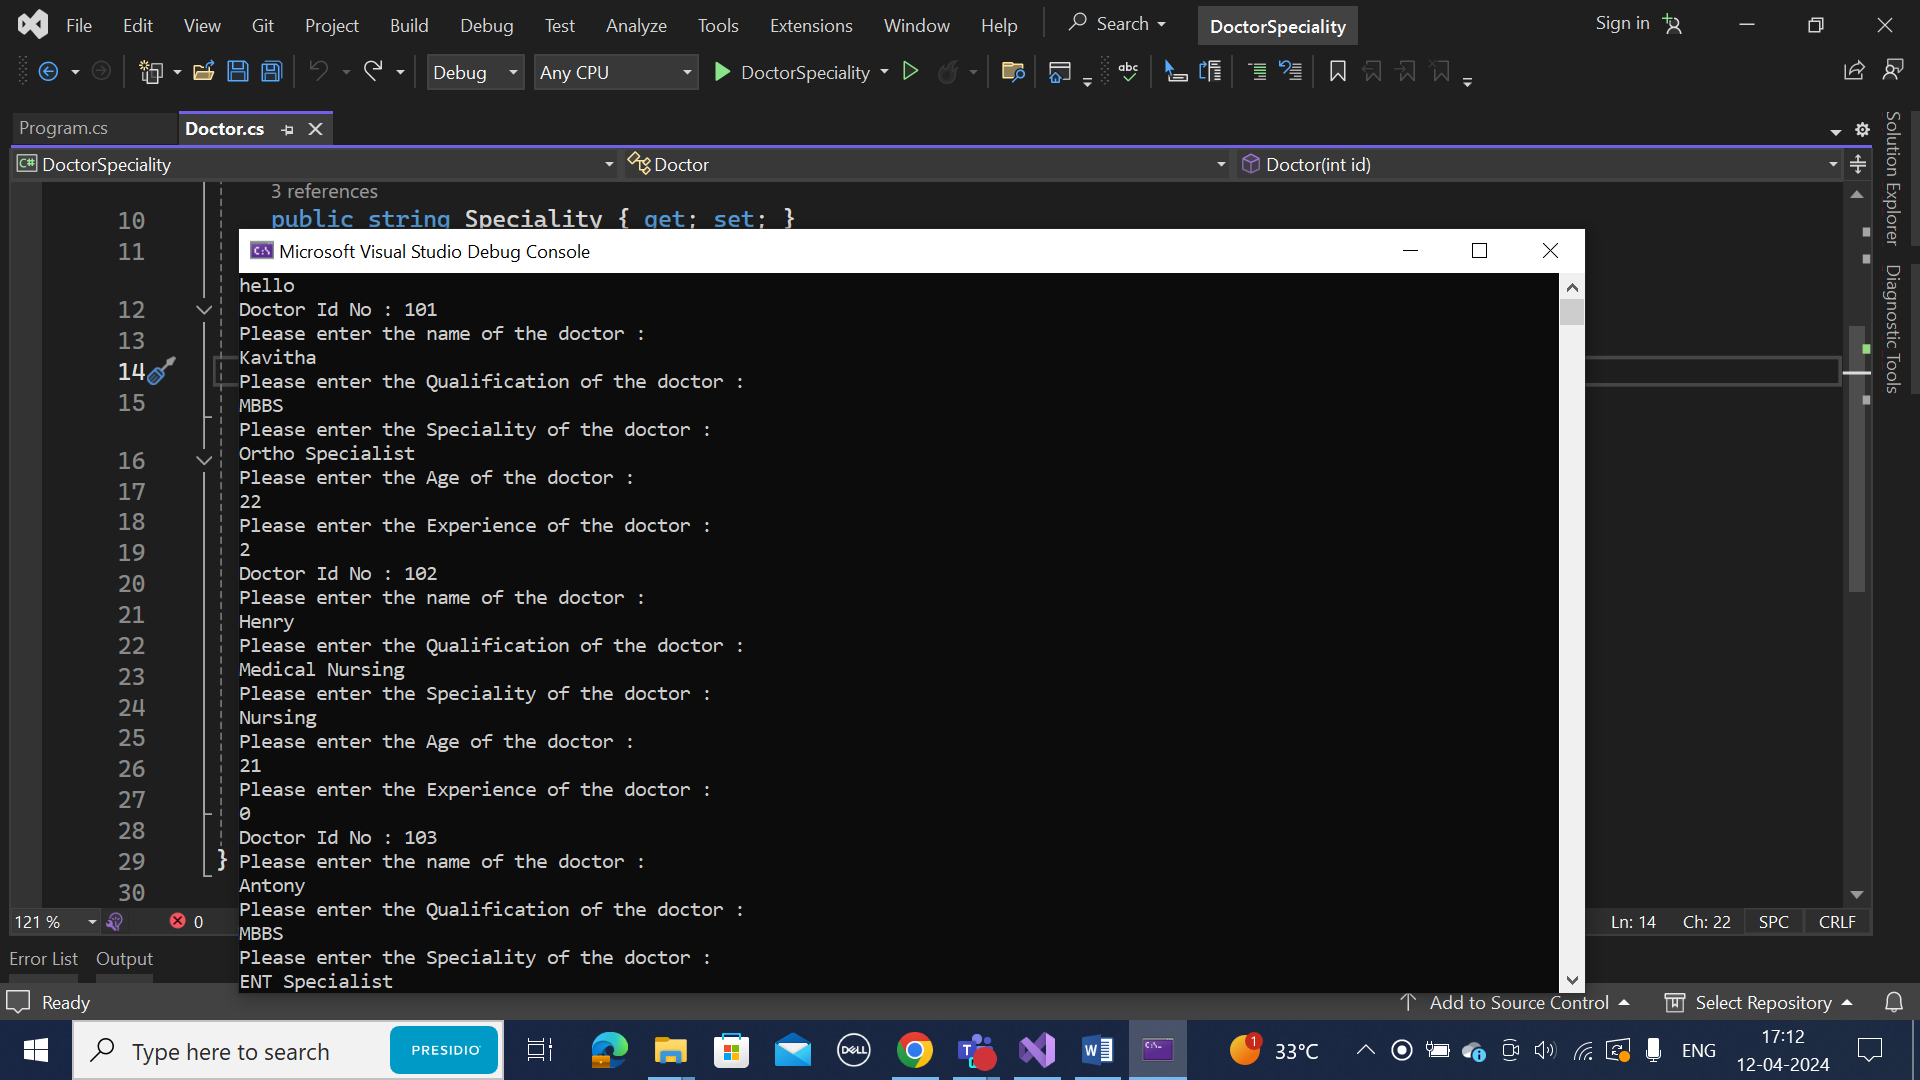 File Edit View Git Project Build Debug Test Analyze Tools Extensions Window Help Search DoctorSpeciality Sign in
Debug Any CPU DoctorSpeciality abc
Program.cs Doctor.cs
C# DoctorSpeciality Doctor Doctor(int id)
Solution Explorer
Diagnostic Tools
3 references
10 public string Speciality { get; set; }
11
12
13
14
15
16
17
18
19
20
21
22
23
24
25
26
27
28
29 }
30
Microsoft Visual Studio Debug Console
hello
Doctor Id No : 101
Please enter the name of the doctor :
Kavitha
Please enter the Qualification of the doctor :
MBBS
Please enter the Speciality of the doctor :
Ortho Specialist
Please enter the Age of the doctor :
22
Please enter the Experience of the doctor :
2
Doctor Id No : 102
Please enter the name of the doctor :
Henry
Please enter the Qualification of the doctor :
Medical Nursing
Please enter the Speciality of the doctor :
Nursing
Please enter the Age of the doctor :
21
Please enter the Experience of the doctor :
0
Doctor Id No : 103
Please enter the name of the doctor :
Antony
Please enter the Qualification of the doctor :
MBBS
Please enter the Speciality of the doctor :
ENT Specialist
121 % 0 Ln: 14 Ch: 22 SPC CRLF
Error List Output
Ready Add to Source Control Select Repository
Type here to search PRESIDIO DELL 1 33°C ENG 17:12
12-04-2024